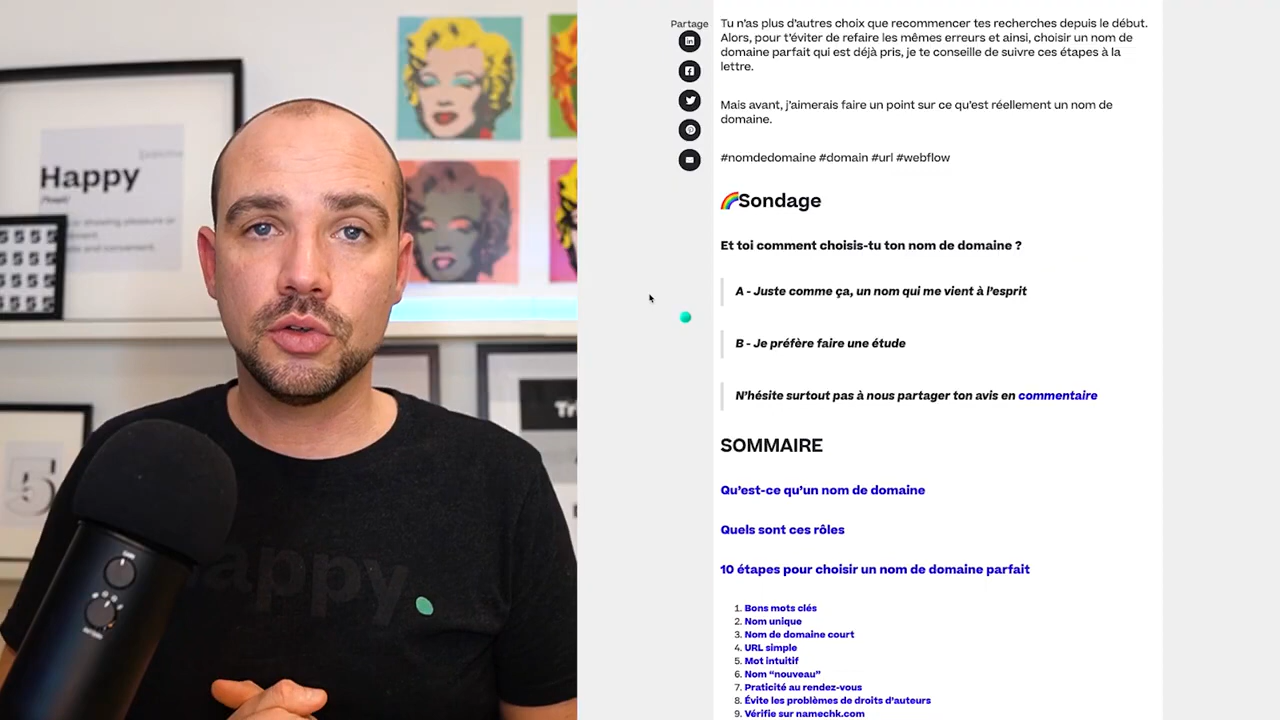 Happy
5 5 5 5
5
appy.
Partage
Tu n'as plus d'autres choix que recommencer tes recherches depuis le début.
Alors, pour t'éviter de refaire les mêmes erreurs et ainsi, choisir un nom de
domaine parfait qui est déjà pris, je te conseille de suivre ces étapes à la
lettre.
Mais avant, j'aimerais faire un point sur ce qu'est réellement un nom de
domaine.
#nomdedomaine #domain #url #webflow
🌈Sondage
Et toi comment choisis-tu ton nom de domaine ?
A - Juste comme ça, un nom qui me vient à l'esprit
B - Je préfère faire une étude
N'hésite surtout pas à nous partager ton avis en commentaire
SOMMAIRE
Qu'est-ce qu'un nom de domaine
Quels sont ces rôles
10 étapes pour choisir un nom de domaine parfait
1. Bons mots clés
2. Nom unique
3. Nom de domaine court
4. URL simple
5. Mot intuitif
6. Nom "nouveau"
7. Praticité au rendez-vous
8. Évite les problèmes de droits d'auteurs
9. Vérifie sur namechk.com